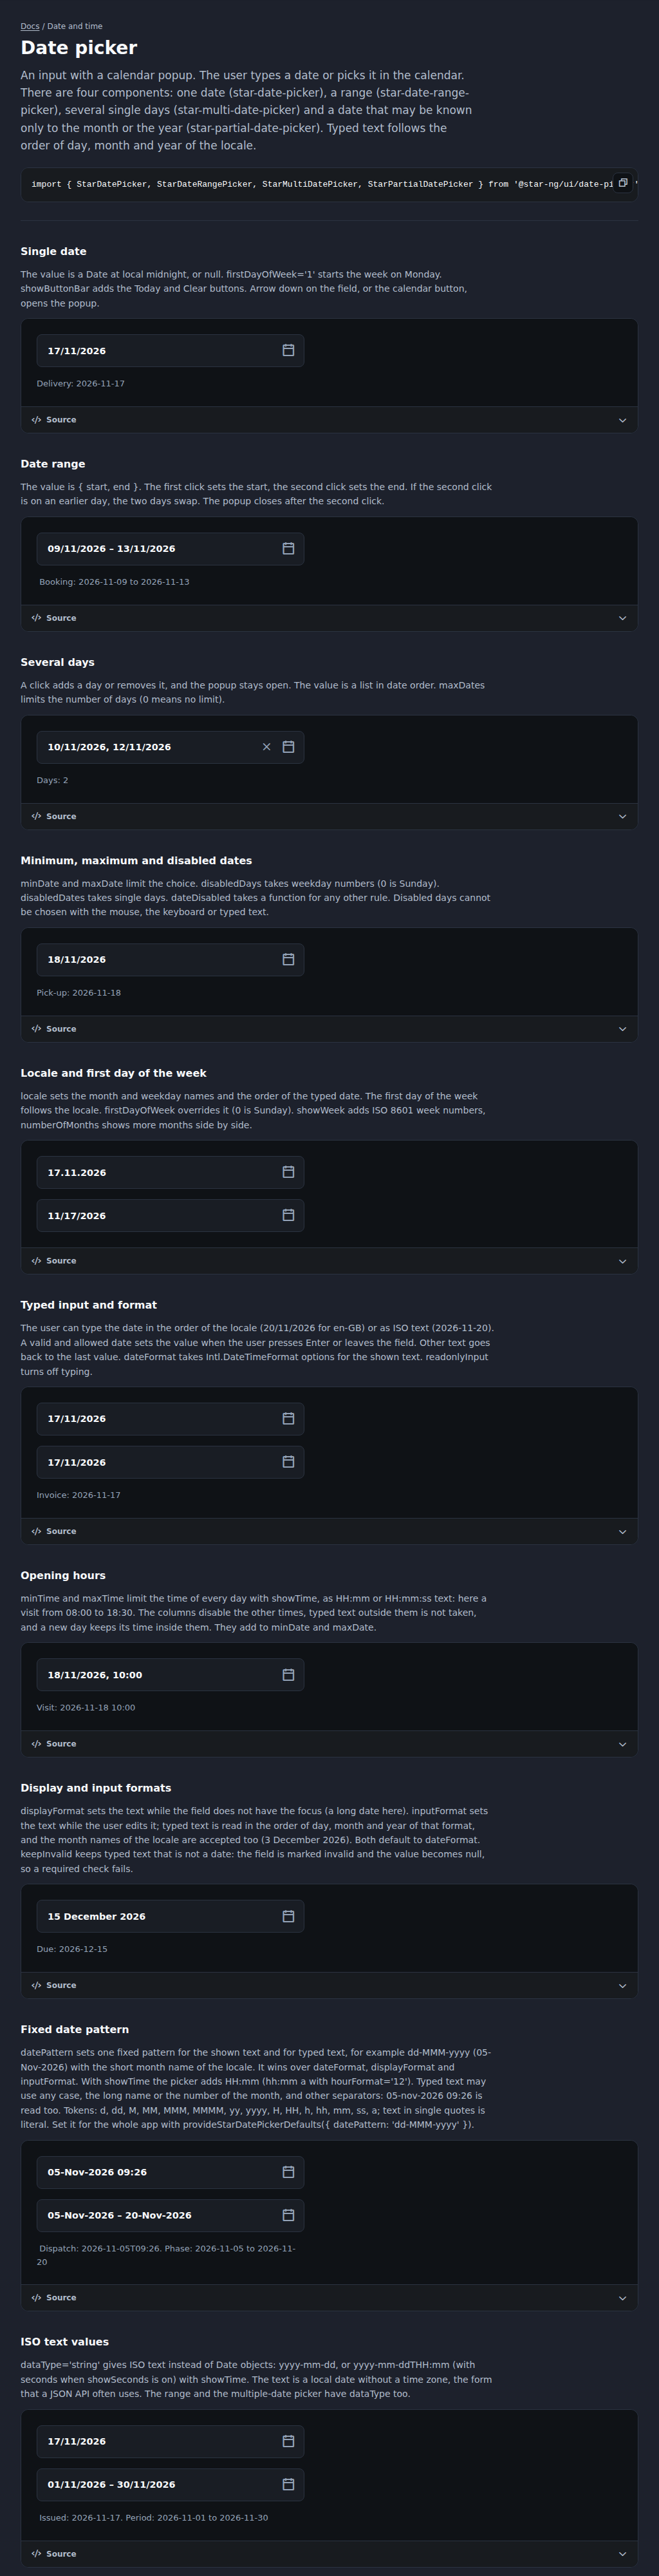 Docs / Date and time
Date picker
An input with a calendar popup. The user types a date or picks it in the calendar.
There are four components: one date (star-date-picker), a range (star-date-range-
picker), several single days (star-multi-date-picker) and a date that may be known
only to the month or the year (star-partial-date-picker). Typed text follows the
order of day, month and year of the locale.
import { StarDatePicker, StarDateRangePicker, StarMultiDatePicker, StarPartialDatePicker } from '@star-ng/ui/date-pi
Single date
The value is a Date at local midnight, or null. firstDayOfWeek='1' starts the week on Monday.
showButtonBar adds the Today and Clear buttons. Arrow down on the field, or the calendar button,
opens the popup.
17/11/2026
Delivery: 2026-11-17
Source
Date range
The value is { start, end }. The first click sets the start, the second click sets the end. If the second click
is on an earlier day, the two days swap. The popup closes after the second click.
09/11/2026 – 13/11/2026
Booking: 2026-11-09 to 2026-11-13
Source
Several days
A click adds a day or removes it, and the popup stays open. The value is a list in date order. maxDates
limits the number of days (0 means no limit).
10/11/2026, 12/11/2026
Days: 2
Source
Minimum, maximum and disabled dates
minDate and maxDate limit the choice. disabledDays takes weekday numbers (0 is Sunday).
disabledDates takes single days. dateDisabled takes a function for any other rule. Disabled days cannot
be chosen with the mouse, the keyboard or typed text.
18/11/2026
Pick-up: 2026-11-18
Source
Locale and first day of the week
locale sets the month and weekday names and the order of the typed date. The first day of the week
follows the locale. firstDayOfWeek overrides it (0 is Sunday). showWeek adds ISO 8601 week numbers,
numberOfMonths shows more months side by side.
17.11.2026
11/17/2026
Source
Typed input and format
The user can type the date in the order of the locale (20/11/2026 for en-GB) or as ISO text (2026-11-20).
A valid and allowed date sets the value when the user presses Enter or leaves the field. Other text goes
back to the last value. dateFormat takes Intl.DateTimeFormat options for the shown text. readonlyInput
turns off typing.
17/11/2026
17/11/2026
Invoice: 2026-11-17
Source
Opening hours
minTime and maxTime limit the time of every day with showTime, as HH:mm or HH:mm:ss text: here a
visit from 08:00 to 18:30. The columns disable the other times, typed text outside them is not taken,
and a new day keeps its time inside them. They add to minDate and maxDate.
18/11/2026, 10:00
Visit: 2026-11-18 10:00
Source
Display and input formats
displayFormat sets the text while the field does not have the focus (a long date here). inputFormat sets
the text while the user edits it; typed text is read in the order of day, month and year of that format,
and the month names of the locale are accepted too (3 December 2026). Both default to dateFormat.
keepInvalid keeps typed text that is not a date: the field is marked invalid and the value becomes null,
so a required check fails.
15 December 2026
Due: 2026-12-15
Source
Fixed date pattern
datePattern sets one fixed pattern for the shown text and for typed text, for example dd-MMM-yyyy (05-
Nov-2026) with the short month name of the locale. It wins over dateFormat, displayFormat and
inputFormat. With showTime the picker adds HH:mm (hh:mm a with hourFormat='12'). Typed text may
use any case, the long name or the number of the month, and other separators: 05-nov-2026 09:26 is
read too. Tokens: d, dd, M, MM, MMM, MMMM, yy, yyyy, H, HH, h, hh, mm, ss, a; text in single quotes is
literal. Set it for the whole app with provideStarDatePickerDefaults({ datePattern: 'dd-MMM-yyyy' }).
05-Nov-2026 09:26
05-Nov-2026 – 20-Nov-2026
Dispatch: 2026-11-05T09:26. Phase: 2026-11-05 to 2026-11-
20
Source
ISO text values
dataType='string' gives ISO text instead of Date objects: yyyy-mm-dd, or yyyy-mm-ddTHH:mm (with
seconds when showSeconds is on) with showTime. The text is a local date without a time zone, the form
that a JSON API often uses. The range and the multiple-date picker have dataType too.
17/11/2026
01/11/2026 – 30/11/2026
Issued: 2026-11-17. Period: 2026-11-01 to 2026-11-30
Source